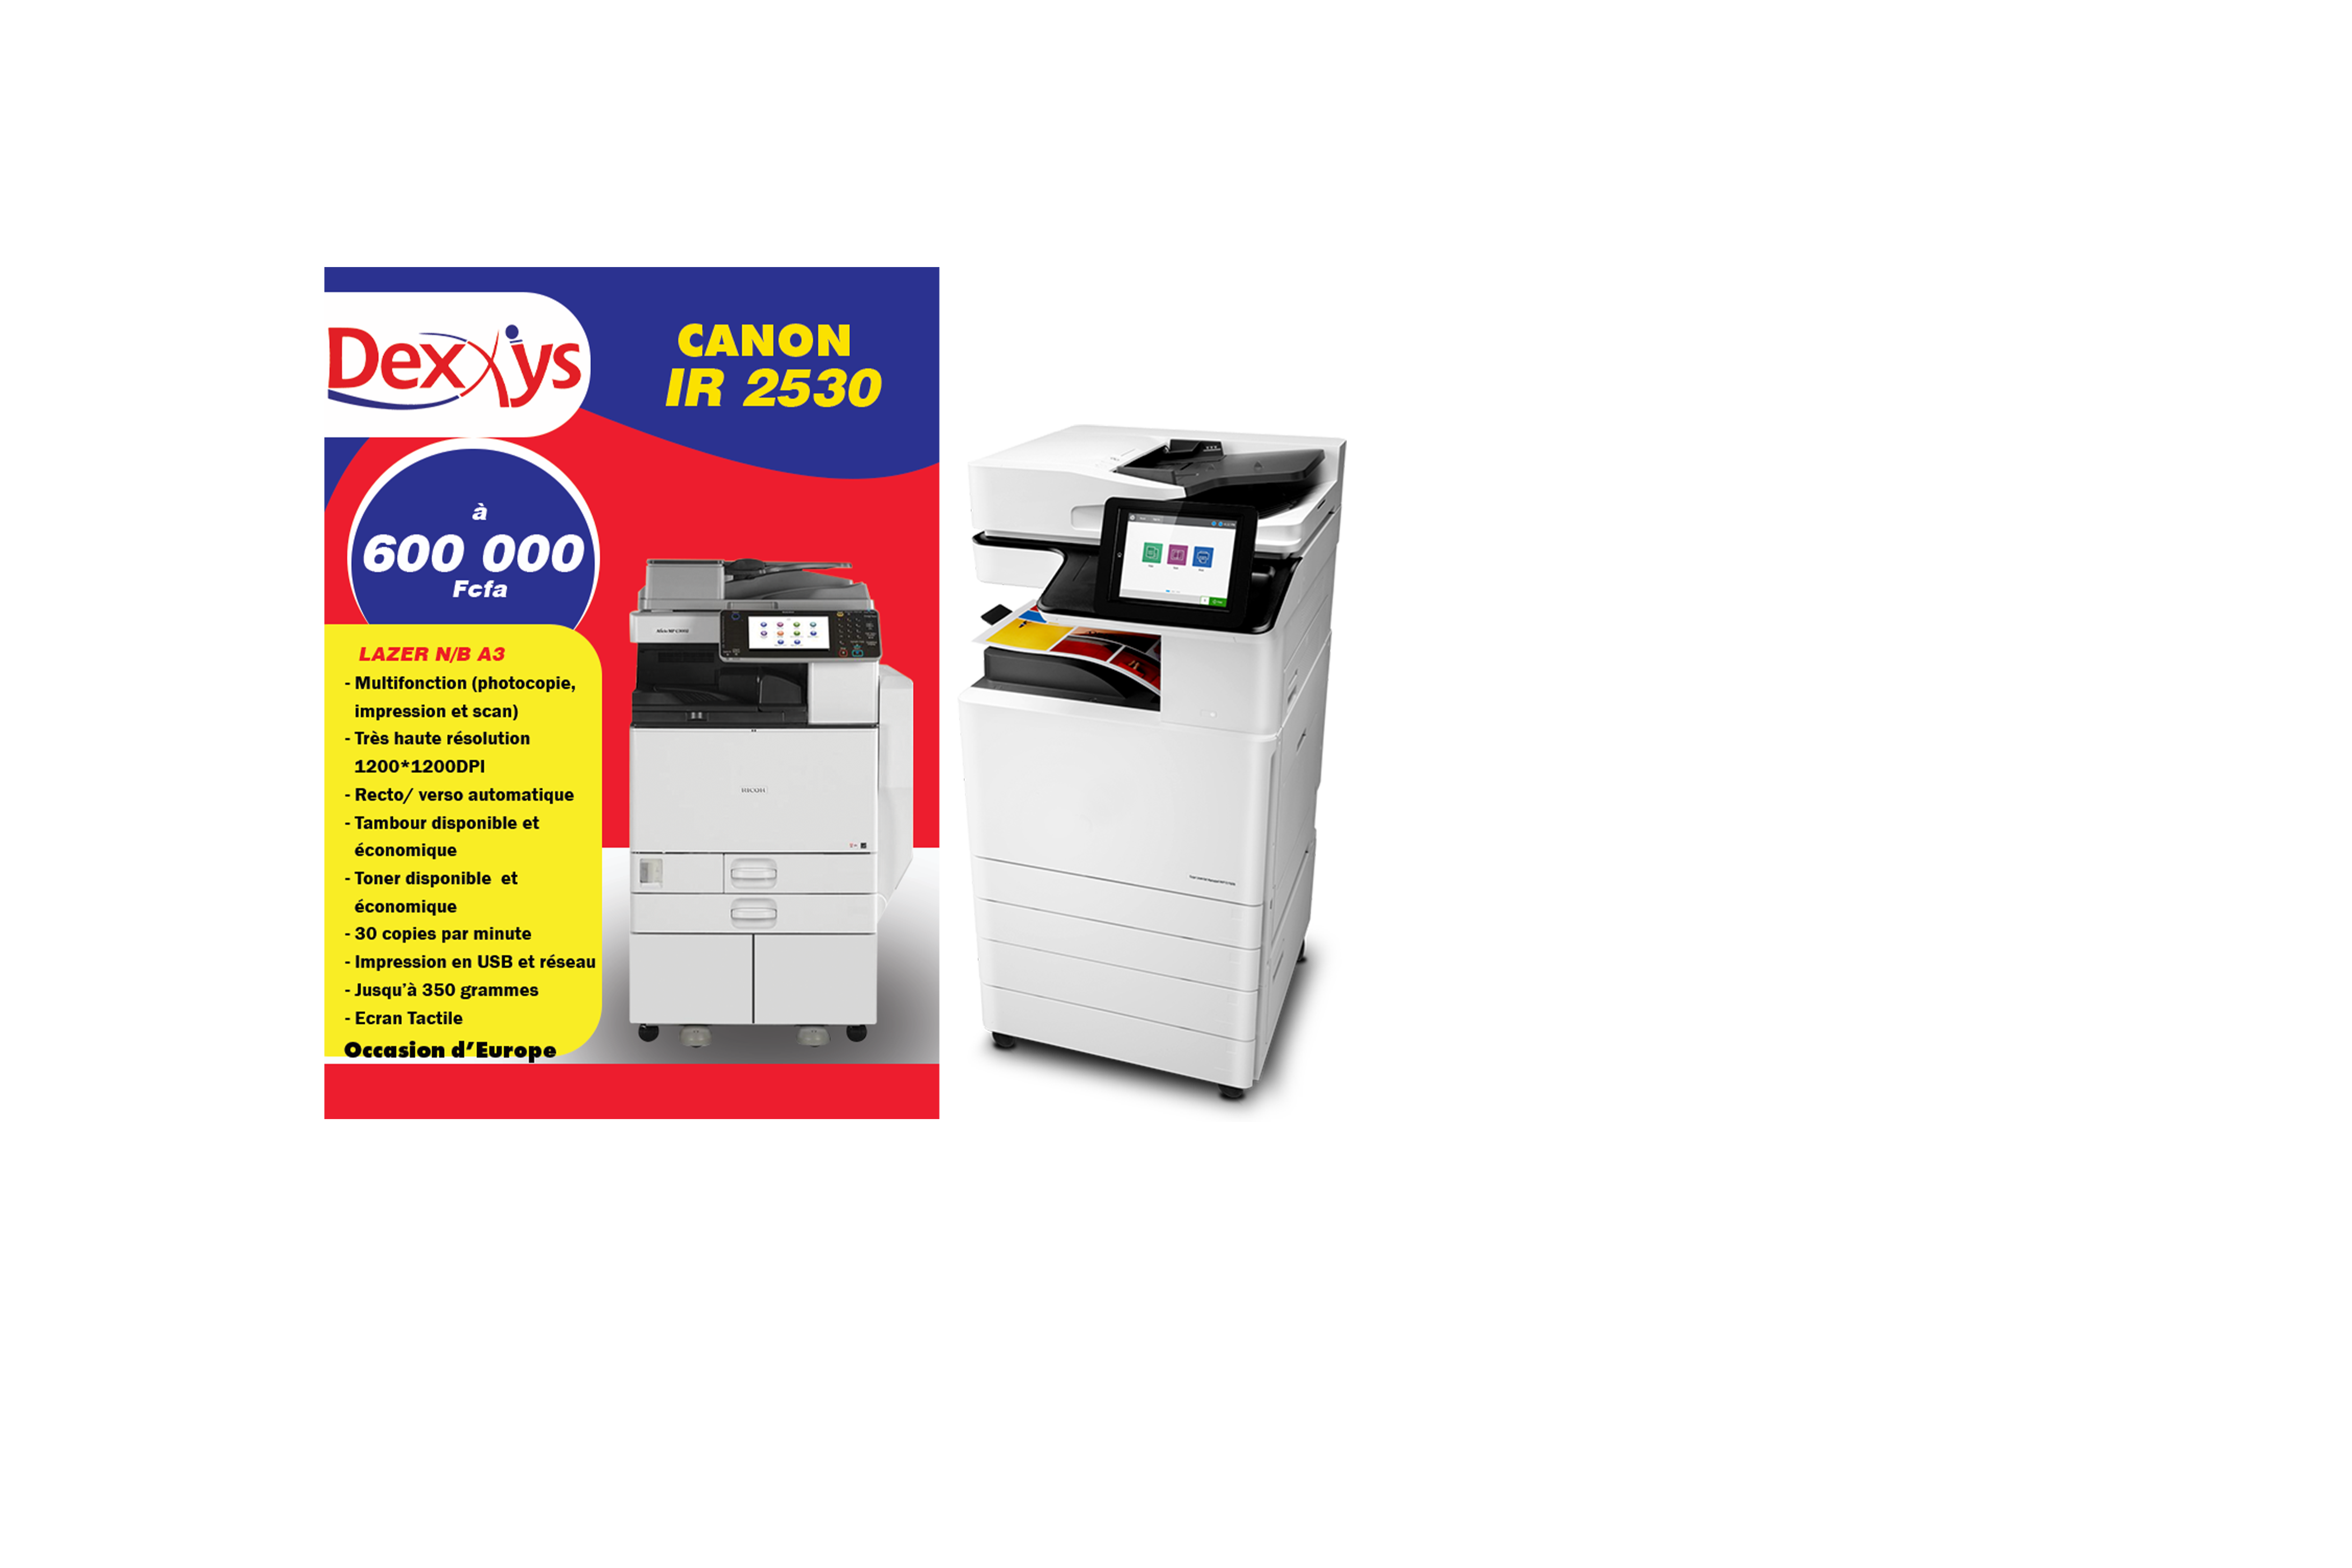 Dexxys
CANON
IR 2530
à
600 000
Fcfa
LAZER N/B A3
- Multifonction (photocopie,
impression et scan)
- Très haute résolution
1200*1200DPI
- Recto/ verso automatique
- Tambour disponible et
économique
- Toner disponible et
économique
- 30 copies par minute
- Impression en USB et réseau
- Jusqu'à 350 grammes
- Ecran Tactile
Occasion d'Europe
RICOH